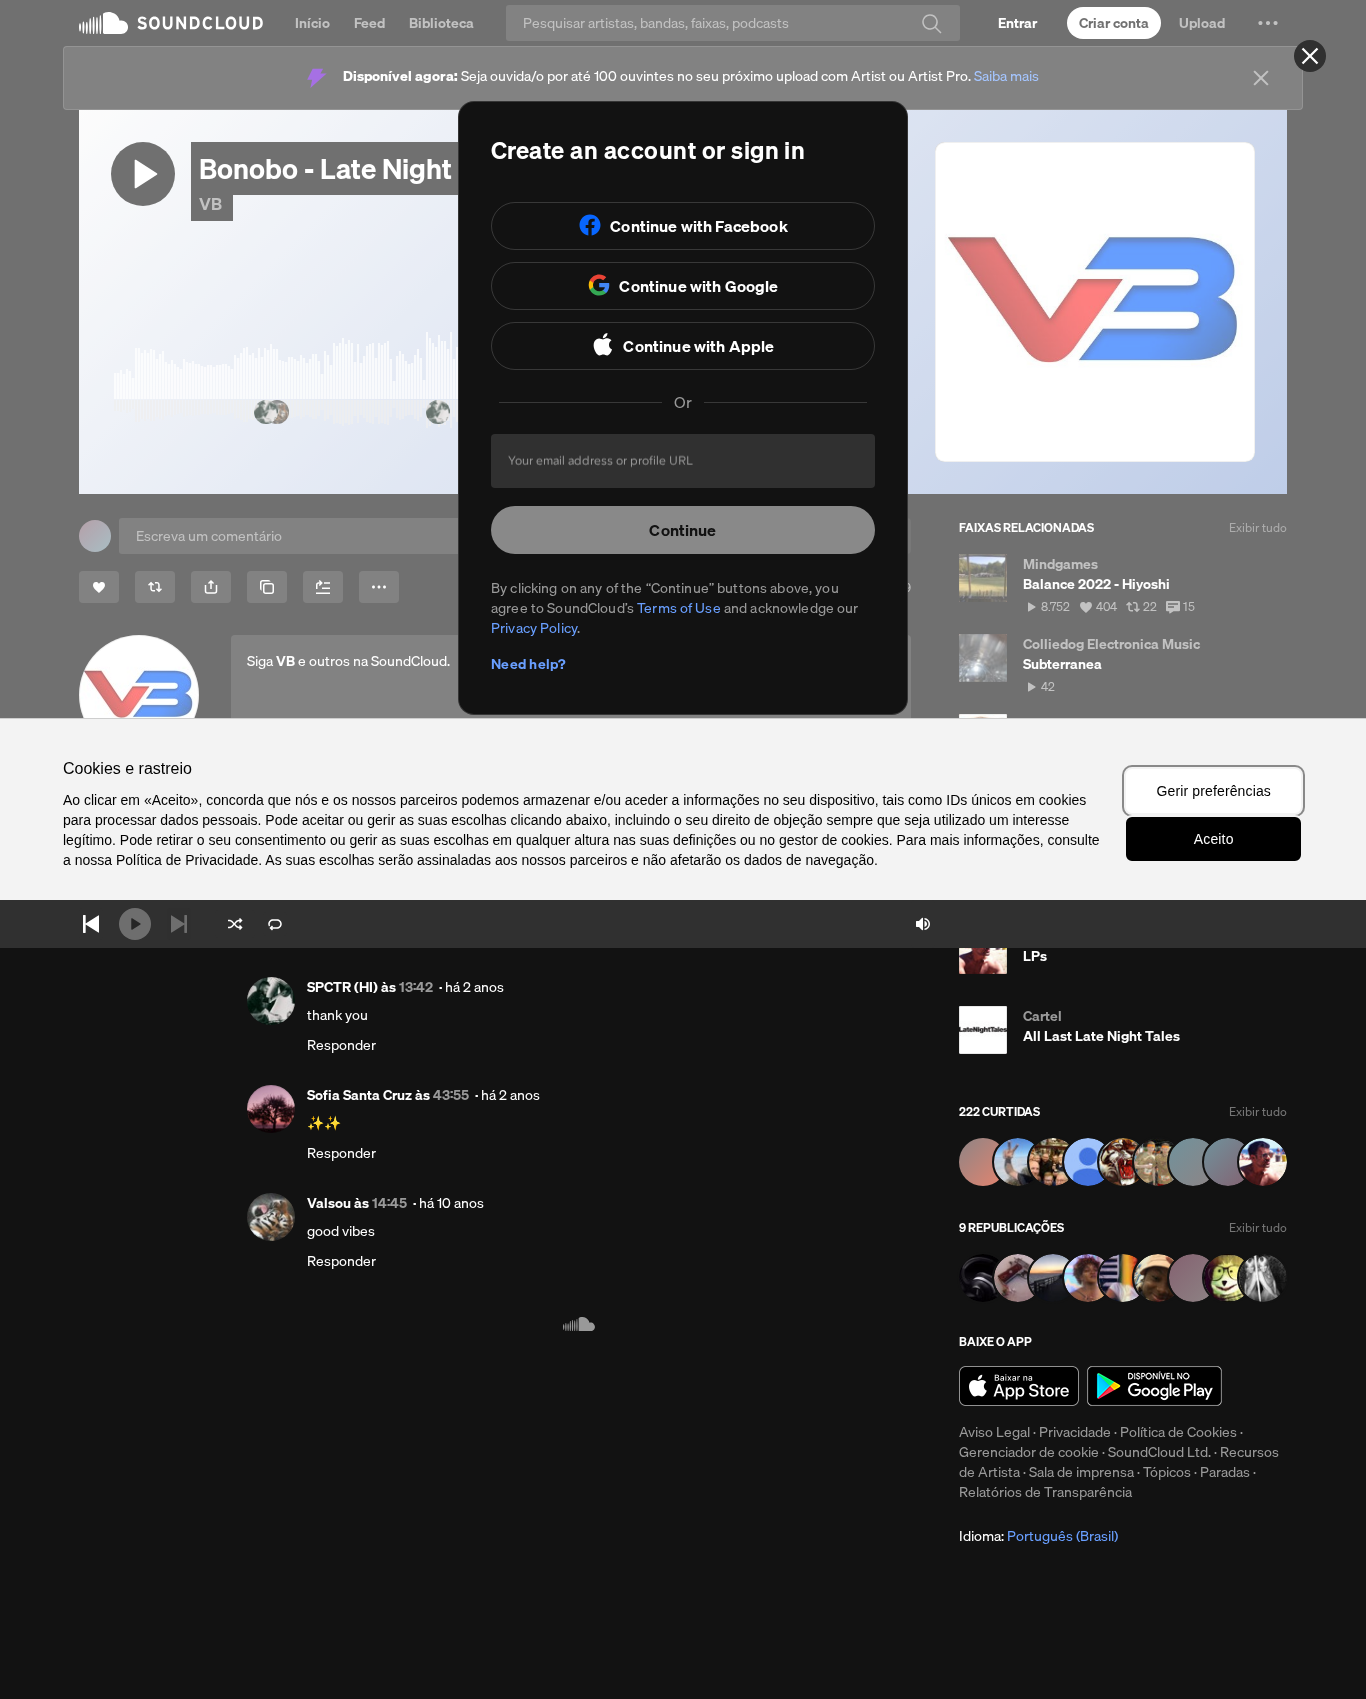 SOUNDCLOUD
Início
Feed
Biblioteca
Pesquisar artistas, bandas, faixas, podcasts
Entrar
Criar conta
Upload
Disponível agora: Seja ouvida/o por até 100 ouvintes no seu próximo upload com Artist ou Artist Pro. Saiba mais
Bonobo - Late Night
VB
VB
Create an account or sign in
Continue with Facebook
Continue with Google
Continue with Apple
Or
Your email address or profile URL
Continue
By clicking on any of the “Continue” buttons above, you
agree to SoundCloud’s Terms of Use and acknowledge our
Privacy Policy.
Need help?
Escreva um comentário
Siga VB e outros na SoundCloud.
VB
FAIXAS RELACIONADAS
Exibir tudo
Mindgames
Balance 2022 - Hiyoshi
8.752 404 22 15
Colliedog Electronica Music
Subterranea
42
Cookies e rastreio
Ao clicar em «Aceito», concorda que nós e os nossos parceiros podemos armazenar e/ou aceder a informações no seu dispositivo, tais como IDs únicos em cookies
para processar dados pessoais. Pode aceitar ou gerir as suas escolhas clicando abaixo, incluindo o seu direito de objeção sempre que seja utilizado um interesse
legítimo. Pode retirar o seu consentimento ou gerir as suas escolhas em qualquer altura nas suas definições ou no gestor de cookies. Para mais informações, consulte
a nossa Política de Privacidade. As suas escolhas serão assinaladas aos nossos parceiros e não afetarão os dados de navegação.
Gerir preferências
Aceito
LPs
SPCTR (HI) às 13:42 · há 2 anos
thank you
Responder
LateNightTales
Cartel
All Last Late Night Tales
Sofia Santa Cruz às 43:55 · há 2 anos
✨✨
Responder
222 CURTIDAS
Exibir tudo
Valsou às 14:45 · há 10 anos
good vibes
Responder
9 REPUBLICAÇÕES
Exibir tudo
BAIXE O APP
Baixar na
App Store
DISPONÍVEL NO
Google Play
Aviso Legal · Privacidade · Política de Cookies ·
Gerenciador de cookie · SoundCloud Ltd. · Recursos
de Artista · Sala de imprensa · Tópicos · Paradas ·
Relatórios de Transparência
Idioma: Português (Brasil)